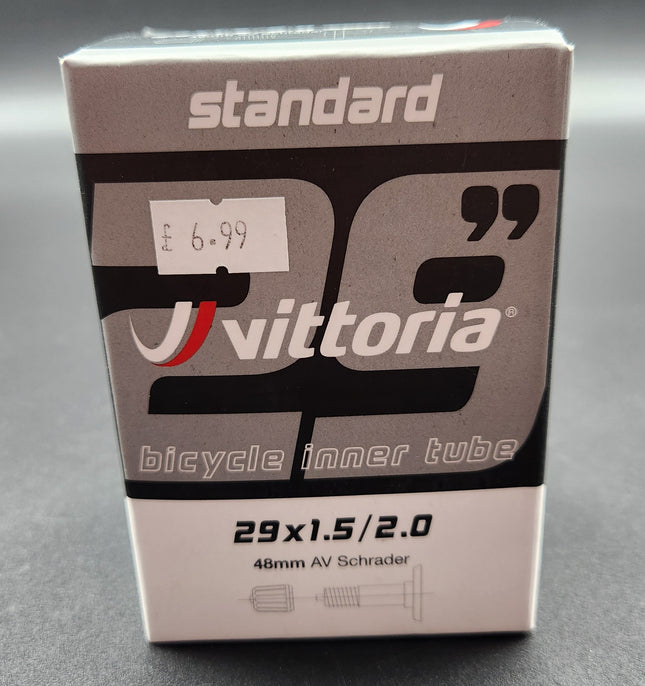 standard
29”
£ 6.99
vittoria®
bicycle inner tube
29x1.5/2.0
48mm AV Schrader